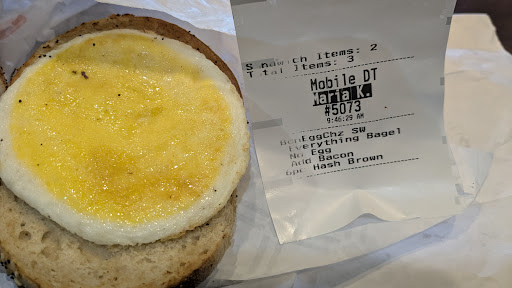 Sandwich Items: 2
Total Items: 3
Mobile DT
Maria K.
#5073
9:46:29 AM
BcnEggChz SW
Everything Bagel
No Egg
Add Bacon
6pc Hash Brown